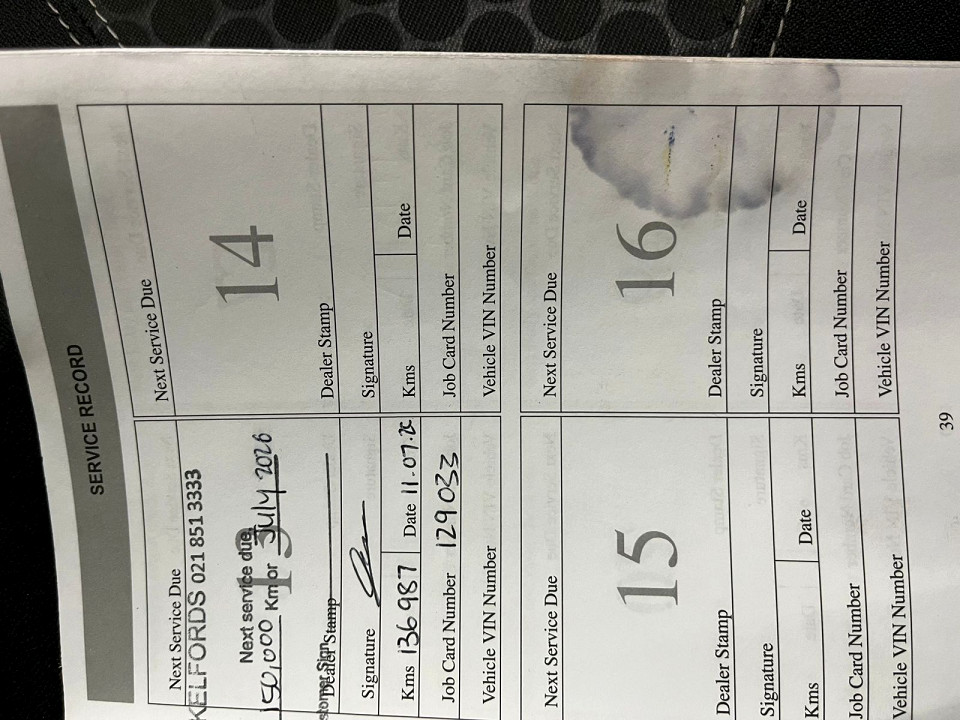 SERVICE RECORD
Next Service Due
KELFORDS 021 851 3333
Next service due
150,000 Km or July 2026
Dealer Stamp
Signature
Kms 136987 Date 11.07.2
Job Card Number 129033
Vehicle VIN Number
Next Service Due
14
Dealer Stamp
Signature
Kms Date
Job Card Number
Vehicle VIN Number
Next Service Due
15
Dealer Stamp
Signature
Kms Date
Job Card Number
Vehicle VIN Number
Next Service Due
16
Dealer Stamp
Signature
Kms Date
Job Card Number
Vehicle VIN Number
39